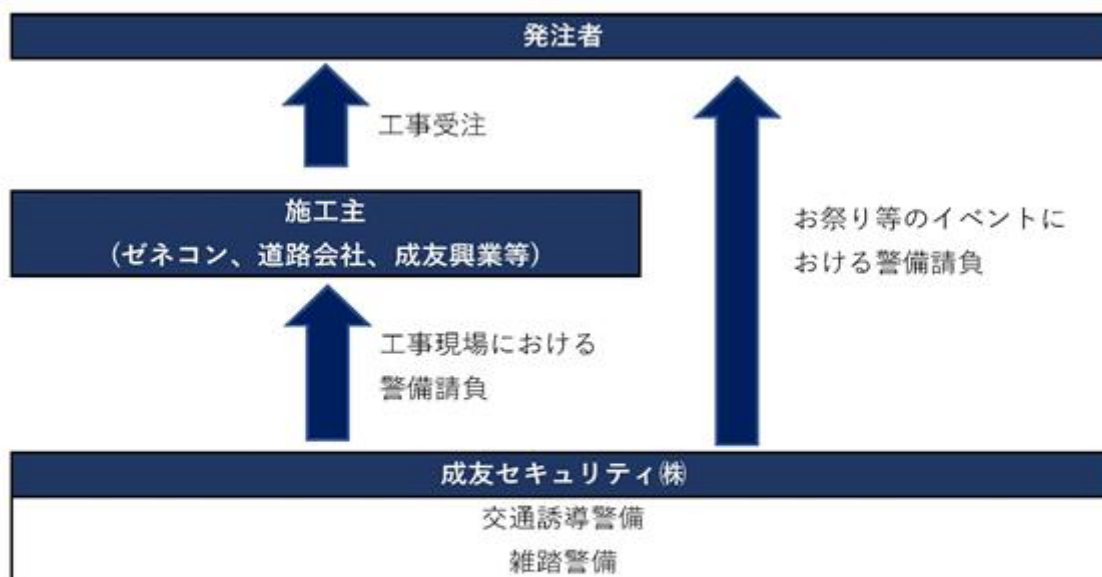 発注者
工事受注
施工主
(ゼネコン、道路会社、成友興業等)
お祭り等のイベントに
おける警備請負
工事現場における
警備請負
成友セキュリティ㈱
交通誘導警備
雑踏警備